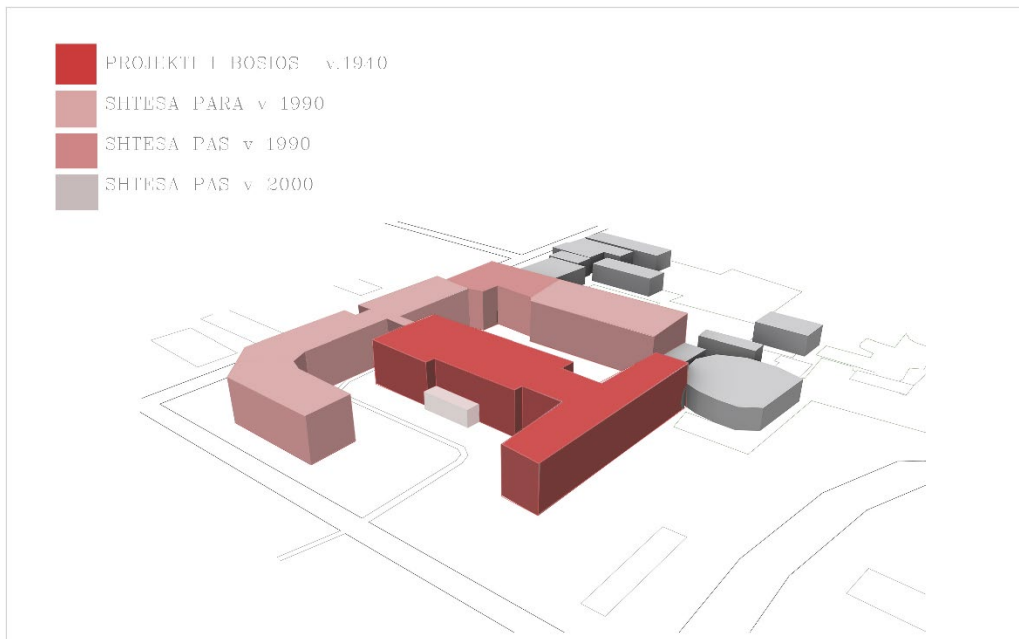 PROJEKTI I BOSIOS v.1940
SHTESA PARA v 1990
SHTESA PAS v 1990
SHTESA PAS v 2000